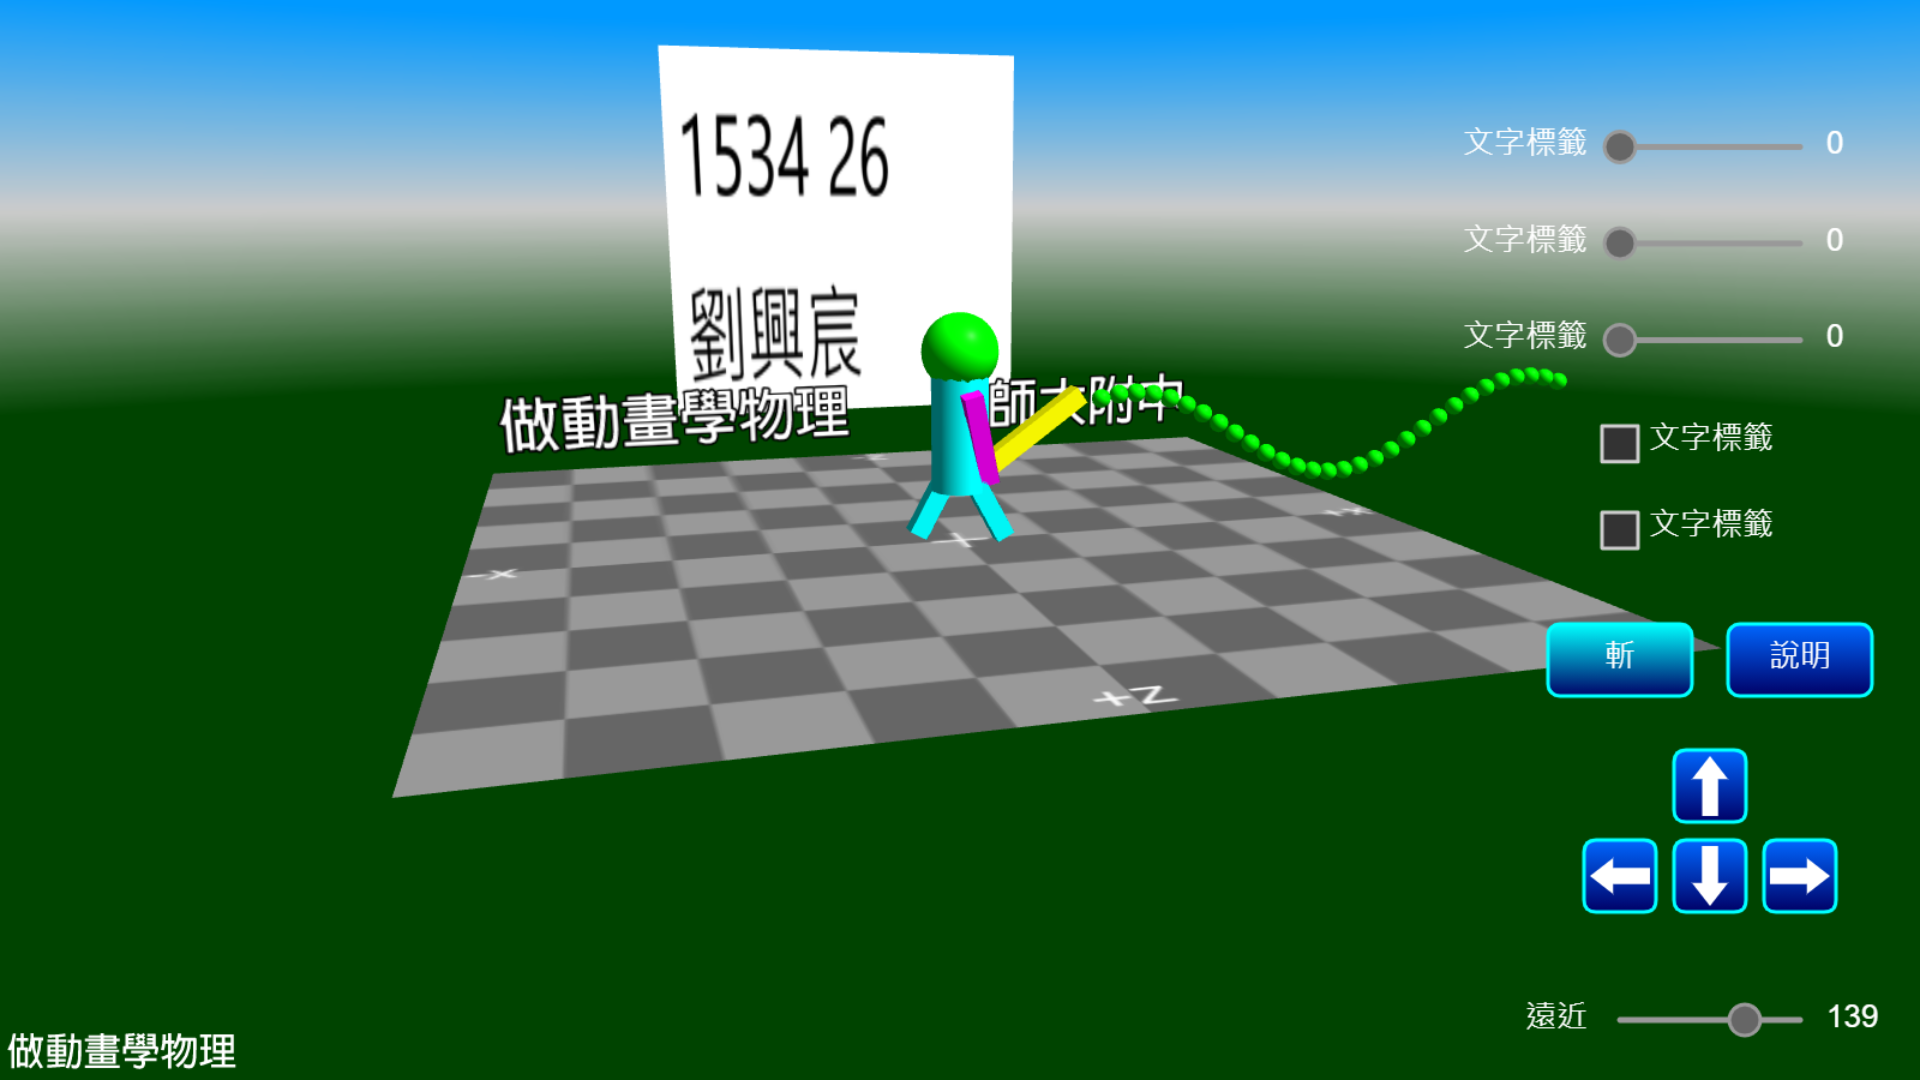 1534 26
劉興宸
做動畫學物理
師大附中
-Z
-X
+X
+Z
文字標籤 0
文字標籤 0
文字標籤 0
文字標籤
文字標籤
斬
說明
遠近 139
做動畫學物理